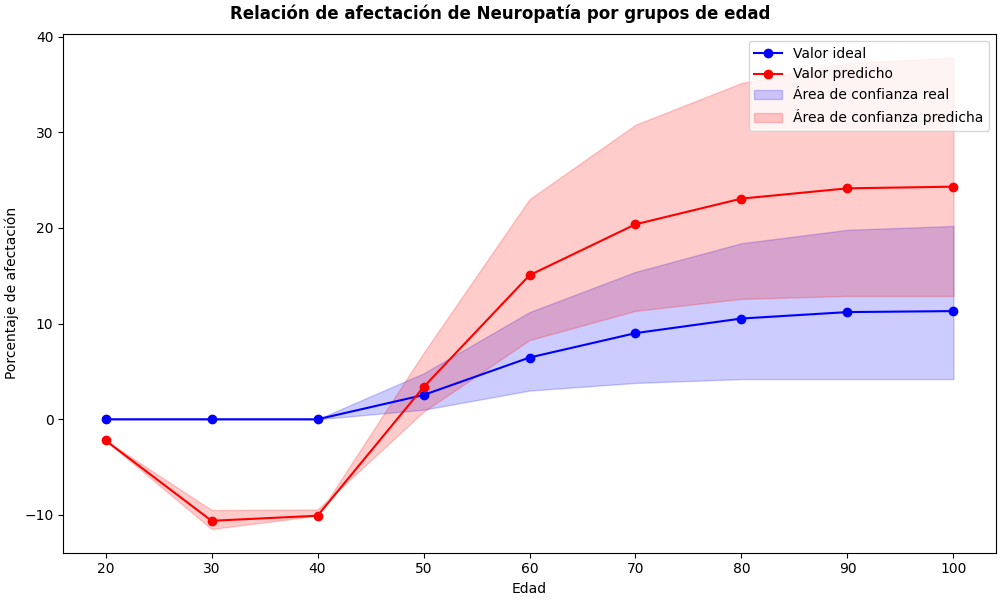 Relación de afectación de Neuropatía por grupos de edad
Porcentaje de afectación
40
30
20
10
0
−10
Valor ideal
Valor predicho
Área de confianza real
Área de confianza predicha
20 30 40 50 60 70 80 90 100
Edad